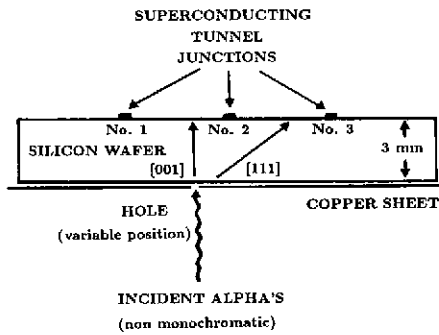 SUPERCONDUCTING
TUNNEL
JUNCTIONS
No. 1 No. 2 No. 3
SILICON WAFER
3 mm
[001] [111]
HOLE
(variable position)
COPPER SHEET
INCIDENT ALPHA'S
(non monochromatic)